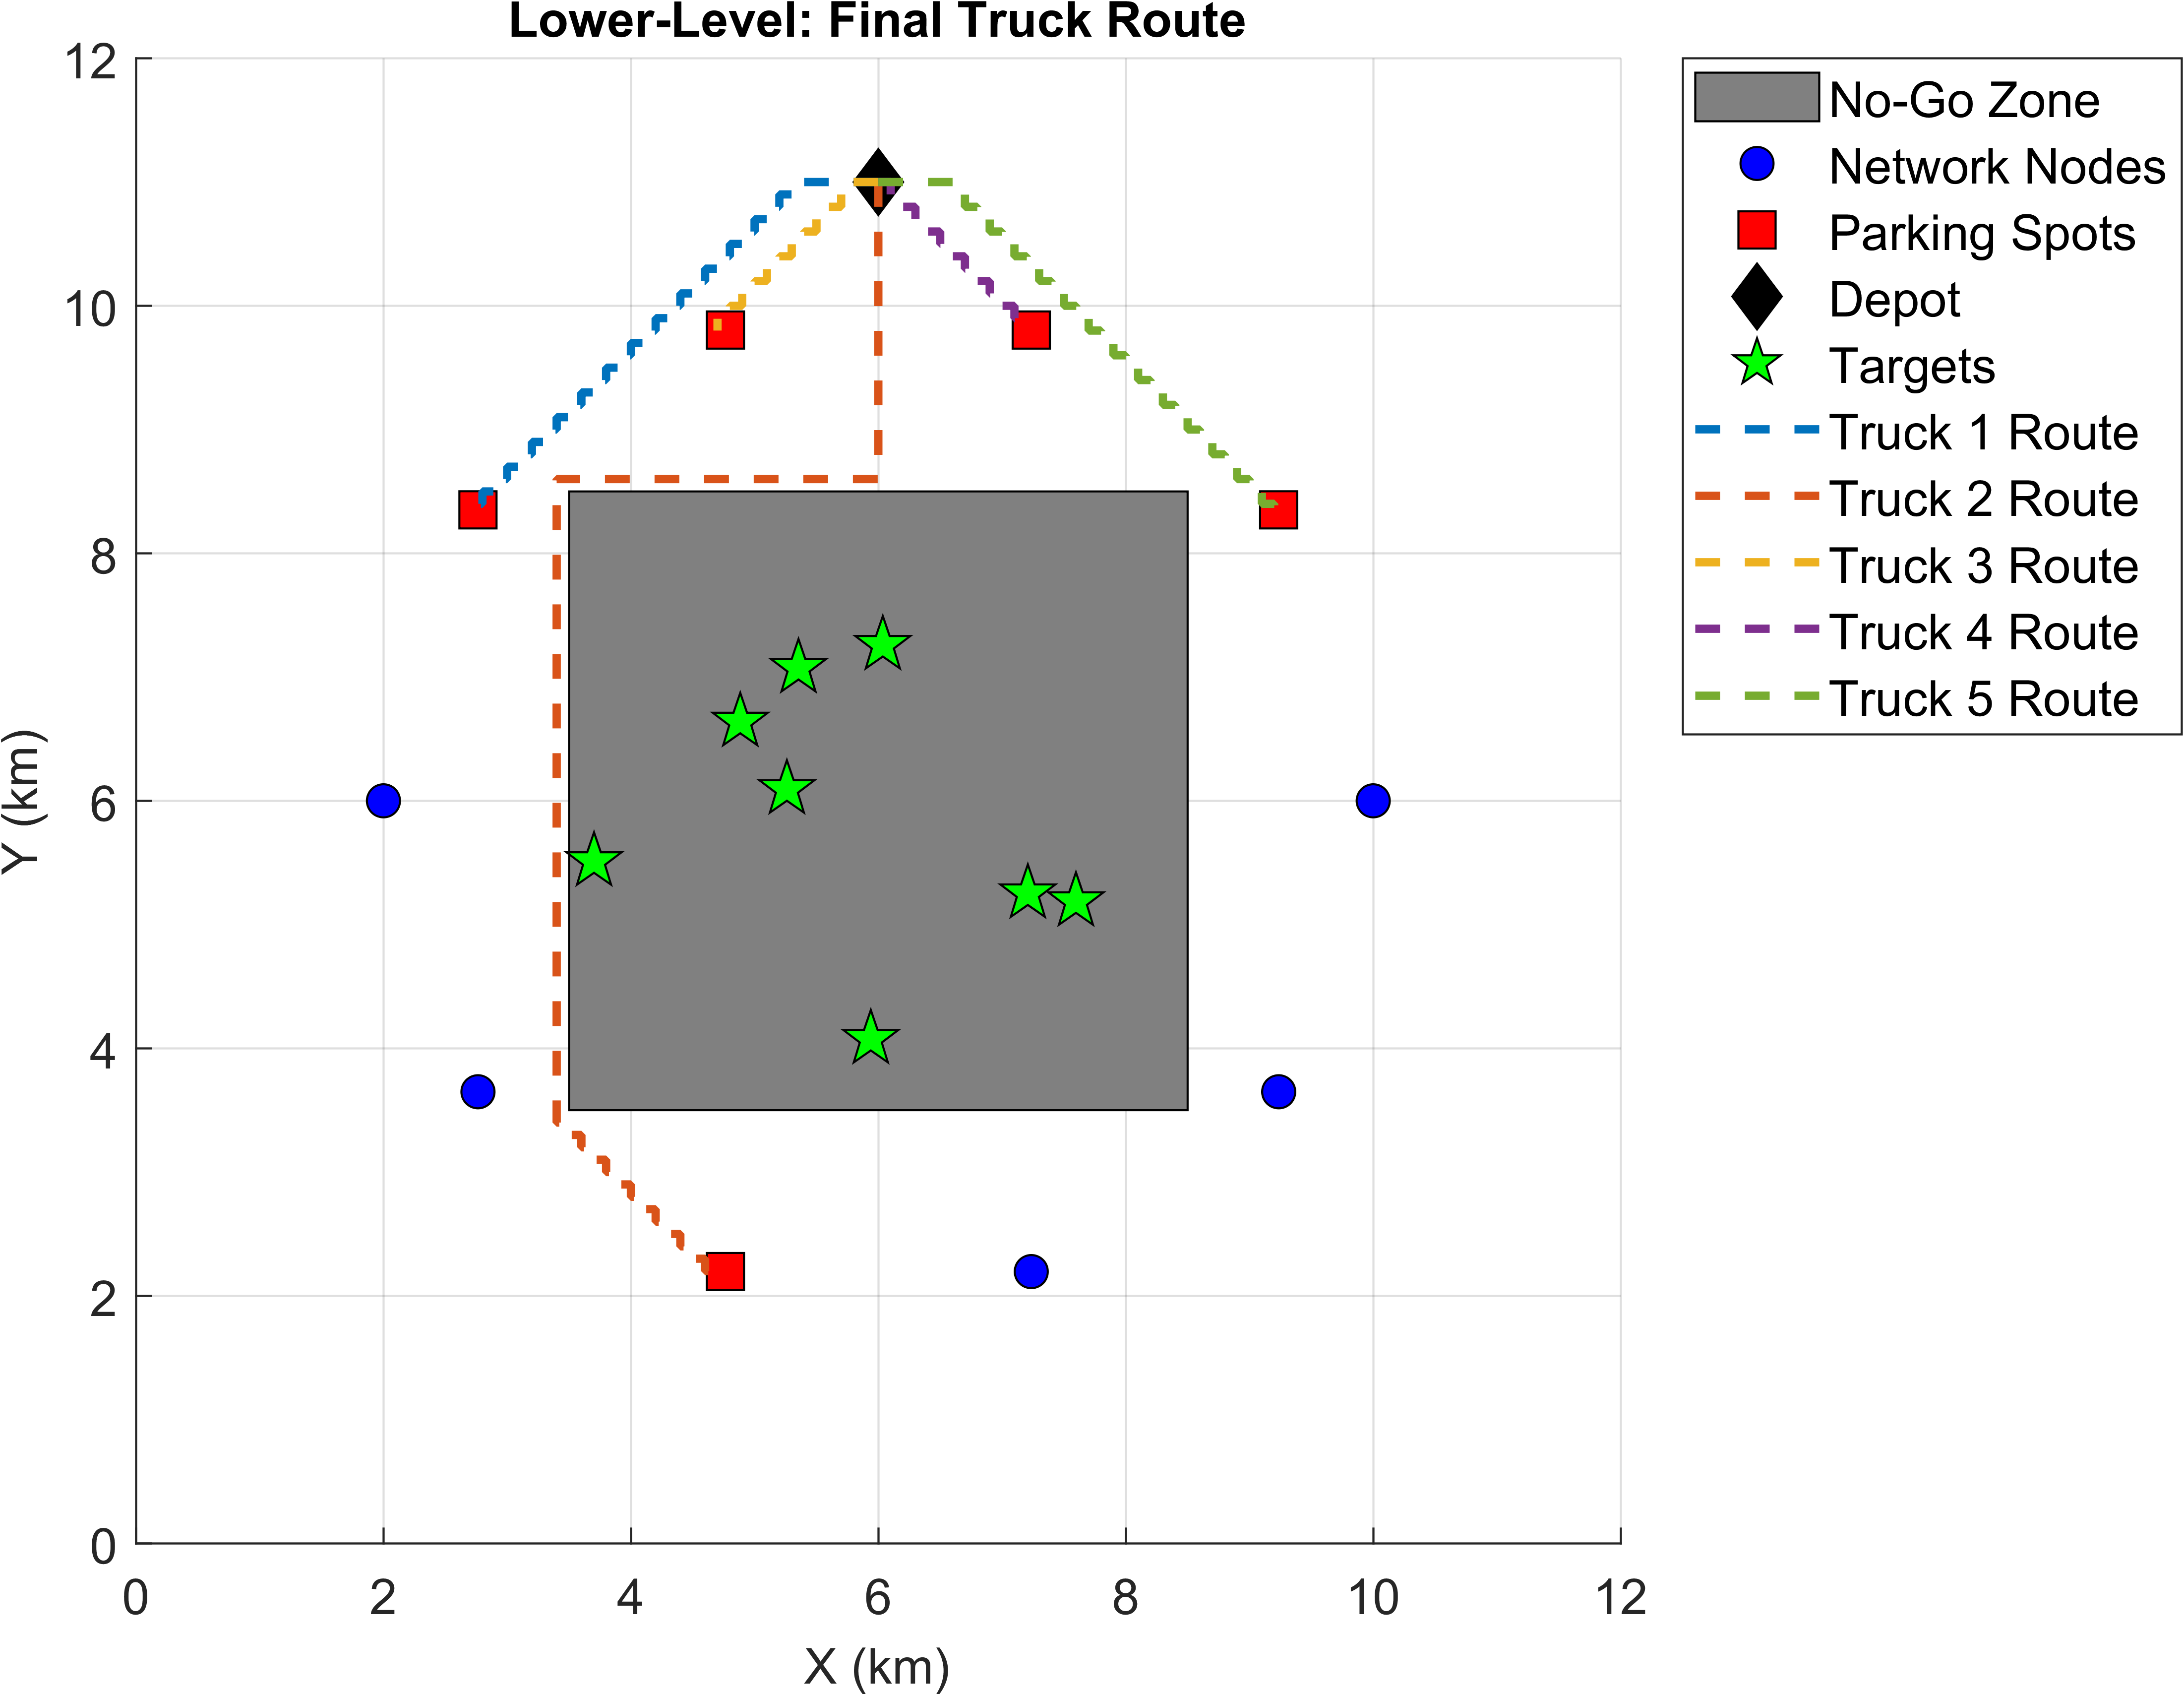 Lower-Level: Final Truck Route
12
10
8
6
4
2
0
Y (km)
0 2 4 6 8 10 12
X (km)
No-Go Zone
Network Nodes
Parking Spots
Depot
Targets
Truck 1 Route
Truck 2 Route
Truck 3 Route
Truck 4 Route
Truck 5 Route